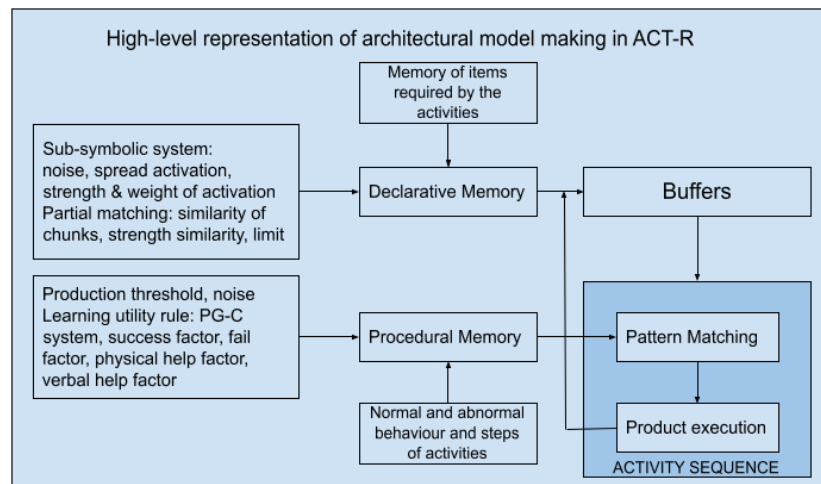 High-level representation of architectural model making in ACT-R
Memory of items
required by the
activities
Sub-symbolic system:
noise, spread activation,
strength & weight of activation
Partial matching: similarity of
chunks, strength similarity, limit
Declarative Memory
Buffers
Production threshold, noise
Learning utility rule: PG-C
system, success factor, fail
factor, physical help factor,
verbal help factor
Procedural Memory
Pattern Matching
Normal and abnormal
behaviour and steps
of activities
Product execution
ACTIVITY SEQUENCE